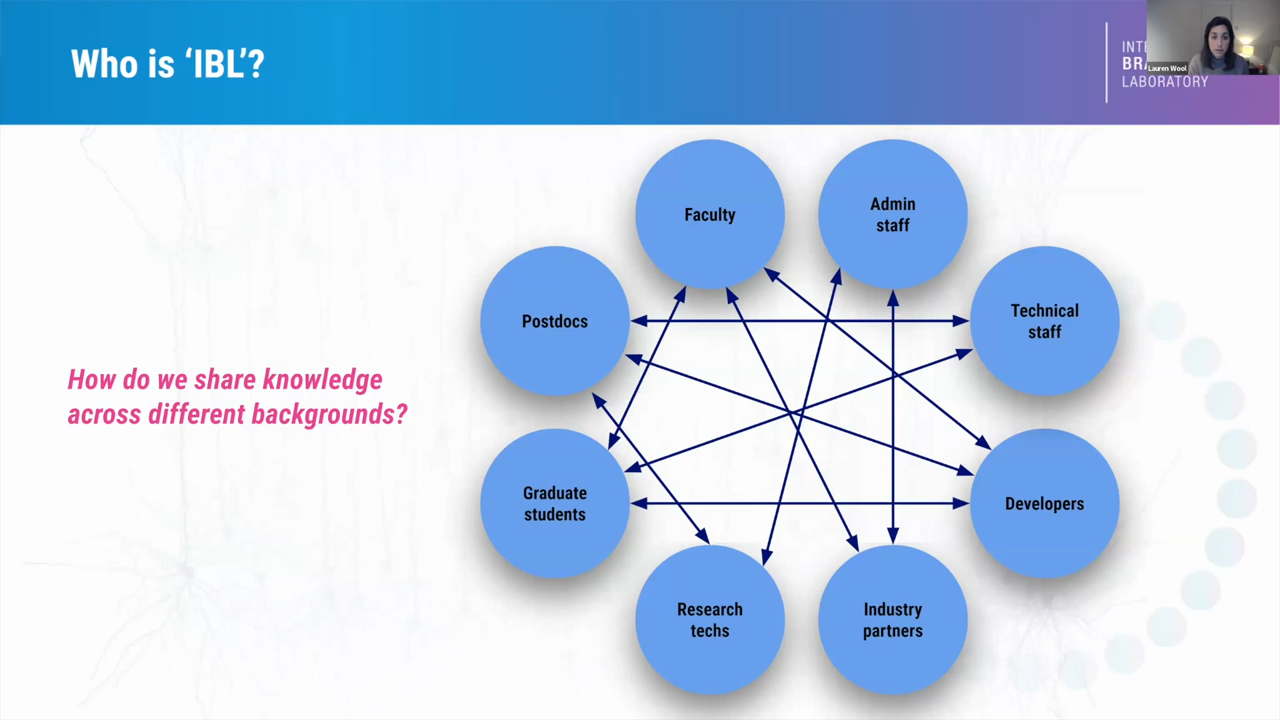 Who is ‘IBL’?
INTE
BRA
LABORATORY
Lauren Wool
Faculty
Admin
staff
Postdocs
Technical
staff
How do we share knowledge
across different backgrounds?
Graduate
students
Developers
Research
techs
Industry
partners